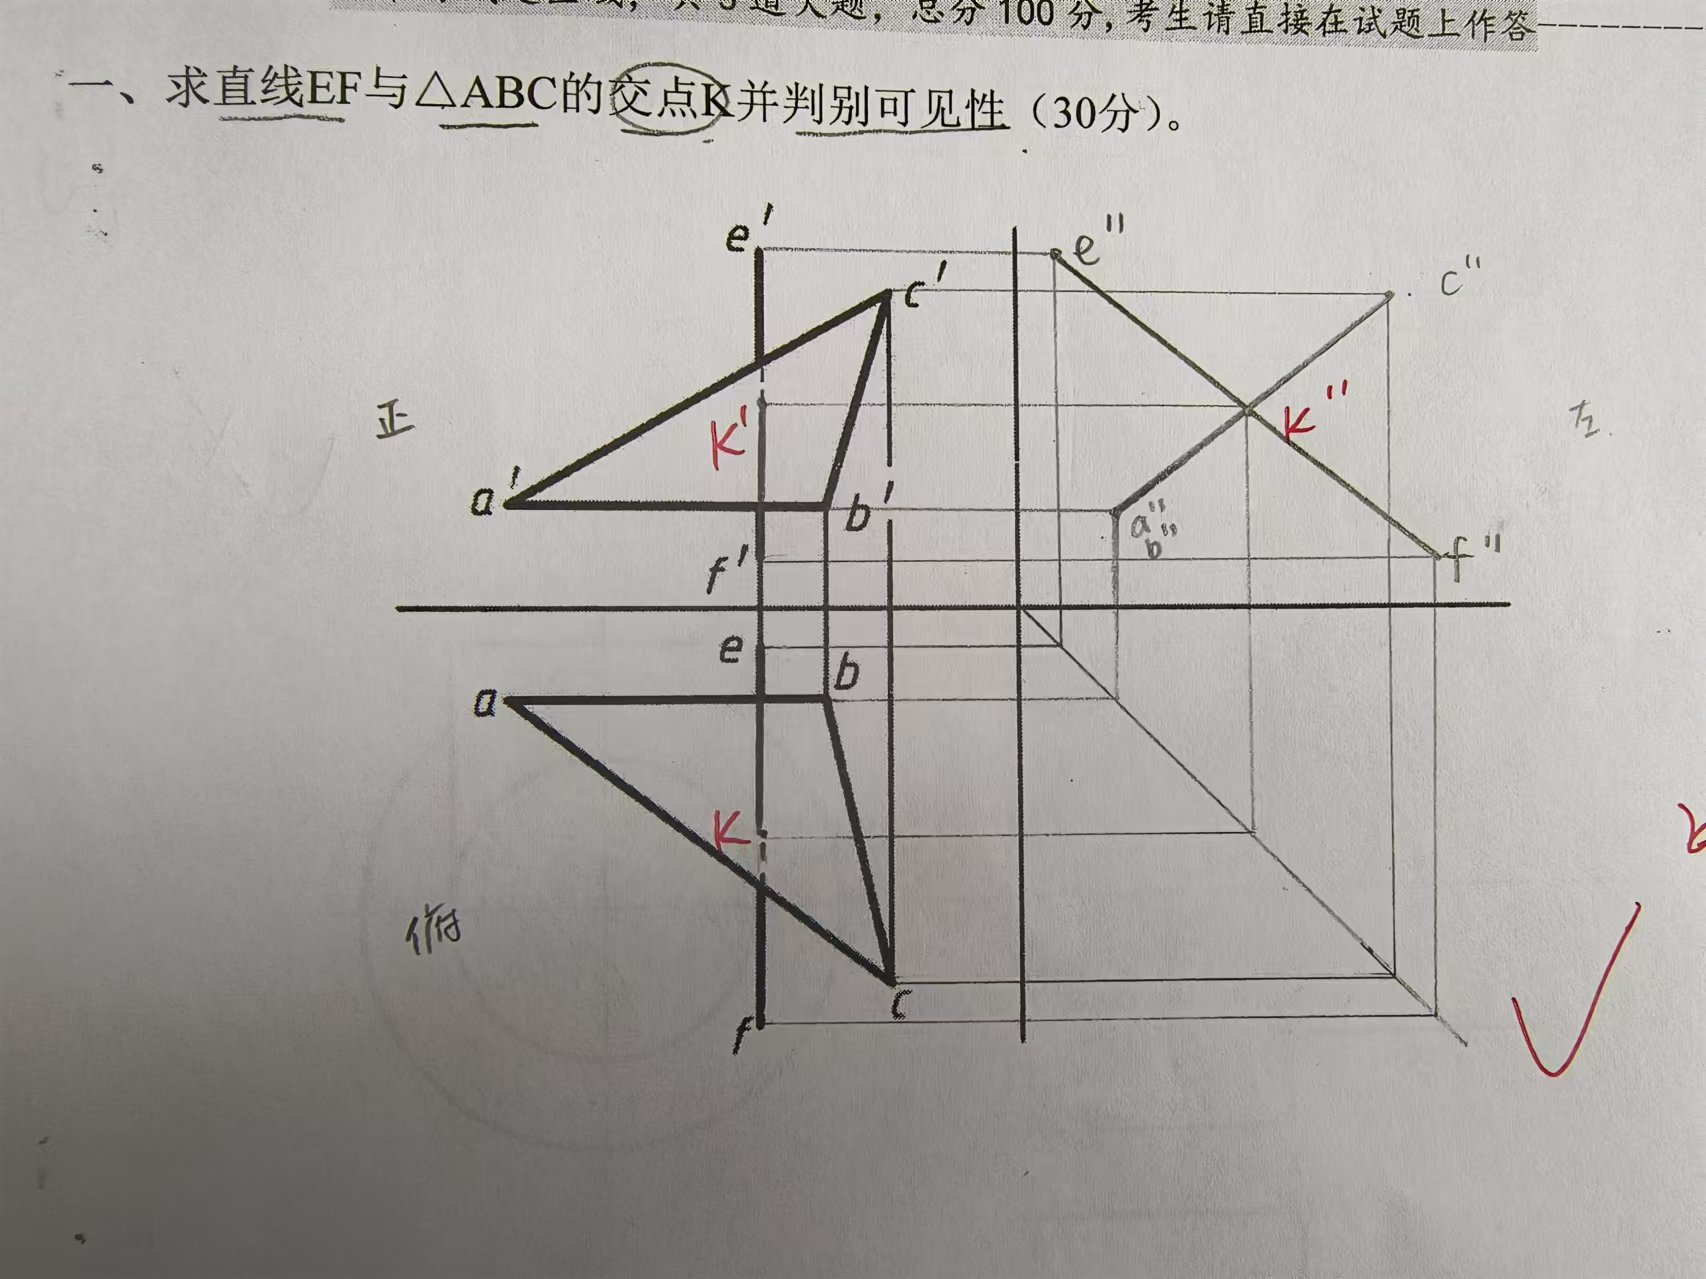 大题，总分100分,考生请直接在试题上作答
一、求直线EF与△ABC的交点K并判别可见性（30分）。
e'
e"
c'
c"
K'
K"
正
左
a'
b'
a"
b"
f'
f"
e
b
a
K
俯
c
f